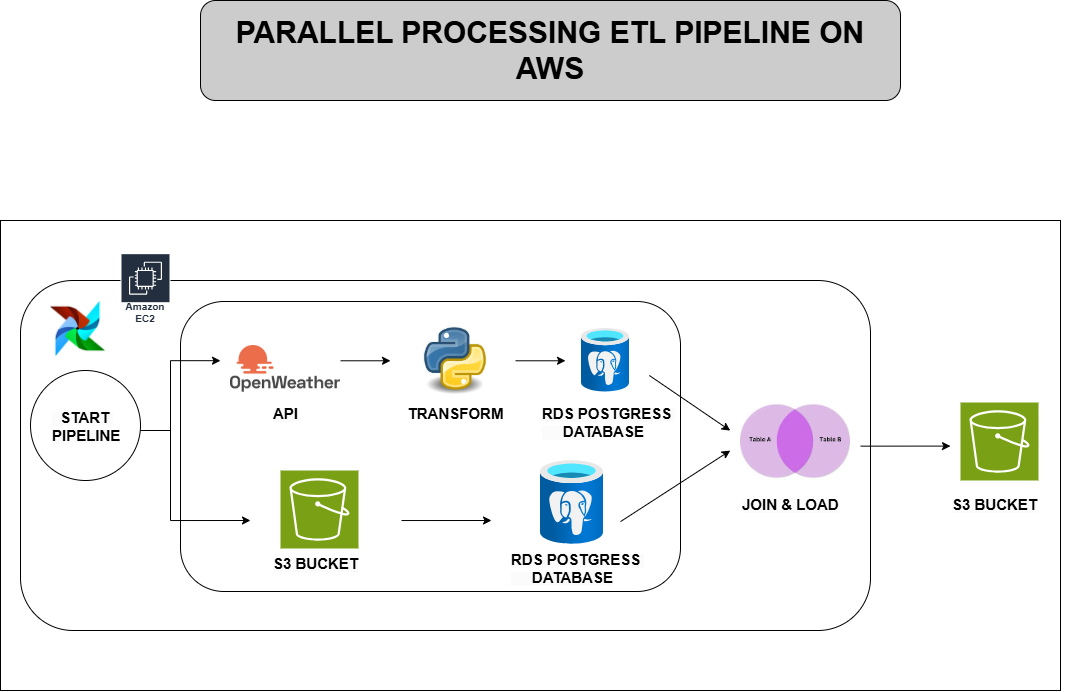 PARALLEL PROCESSING ETL PIPELINE ON
AWS
Amazon
EC2
START
PIPELINE
OpenWeather
API
TRANSFORM
RDS POSTGRESS
DATABASE
S3 BUCKET
RDS POSTGRESS
DATABASE
Table A
Table B
JOIN & LOAD
S3 BUCKET